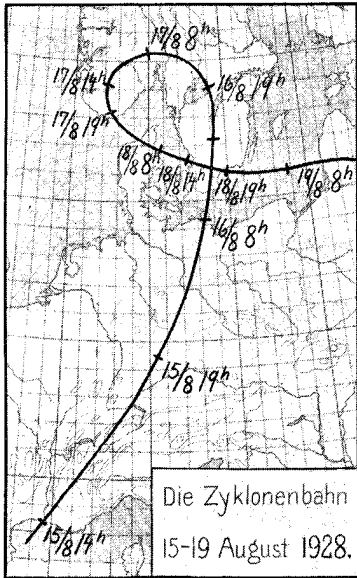 17/8 8ʰ
17/8 14ʰ
16/8 19ʰ
17/8 19ʰ
18/8 8ʰ
18/8 14ʰ
18/8 19ʰ
19/8 8ʰ
16/8 8ʰ
15/8 19ʰ
15/8 14ʰ
Die Zyklonenbahn
15-19 August 1928.